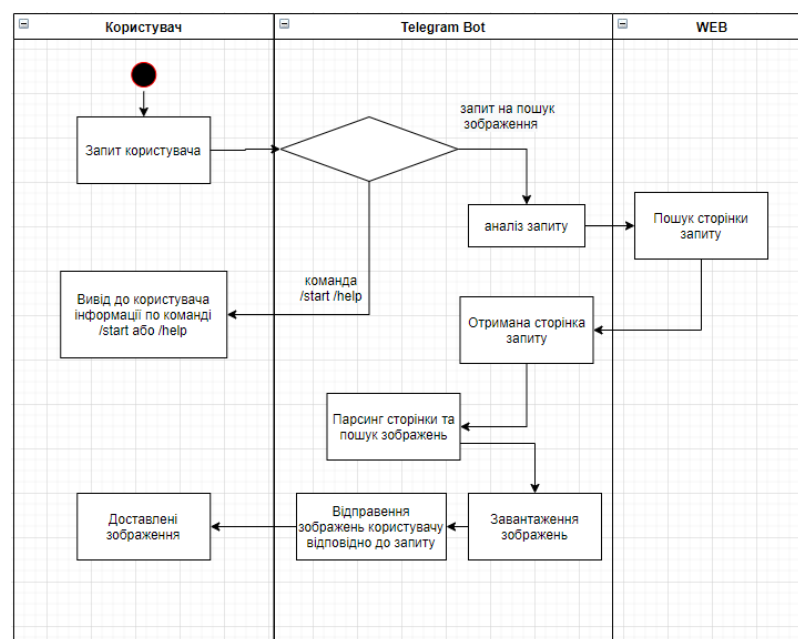 Користувач
Telegram Bot
WEB
запит на пошук
зображення
Запит користувача
аналіз запиту
Пошук сторінки
запиту
команда
/start /help
Вивід до користувача
інформації по команді
/start або /help
Отримана сторінка
запиту
Парсинг сторінки та
пошук зображень
Доставлені
зображення
Відправення
зображень користувачу
відповідно до запиту
Завантаження
зображень